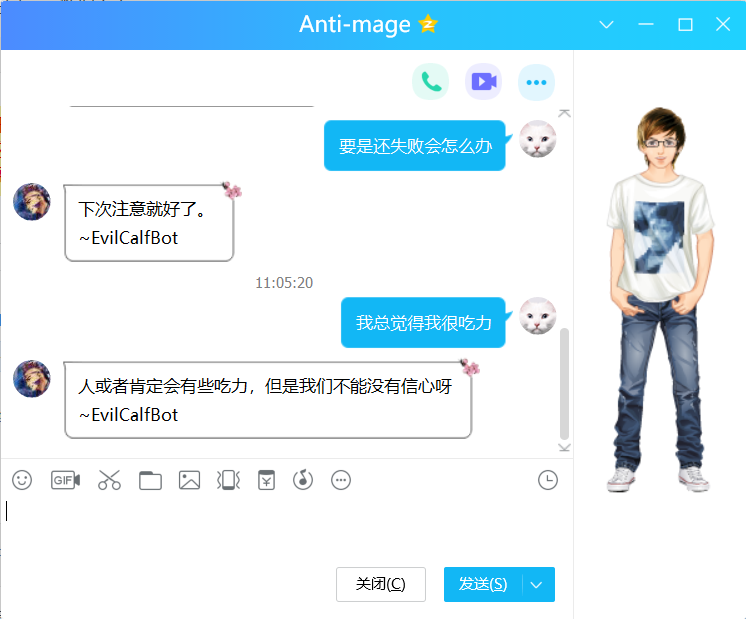 Anti-mage
要是还失败会怎么办
下次注意就好了。
~EvilCalfBot
11:05:20
我总觉得我很吃力
人或者肯定会有些吃力，但是我们不能没有信心呀
~EvilCalfBot
GIF
关闭(C)
发送(S)